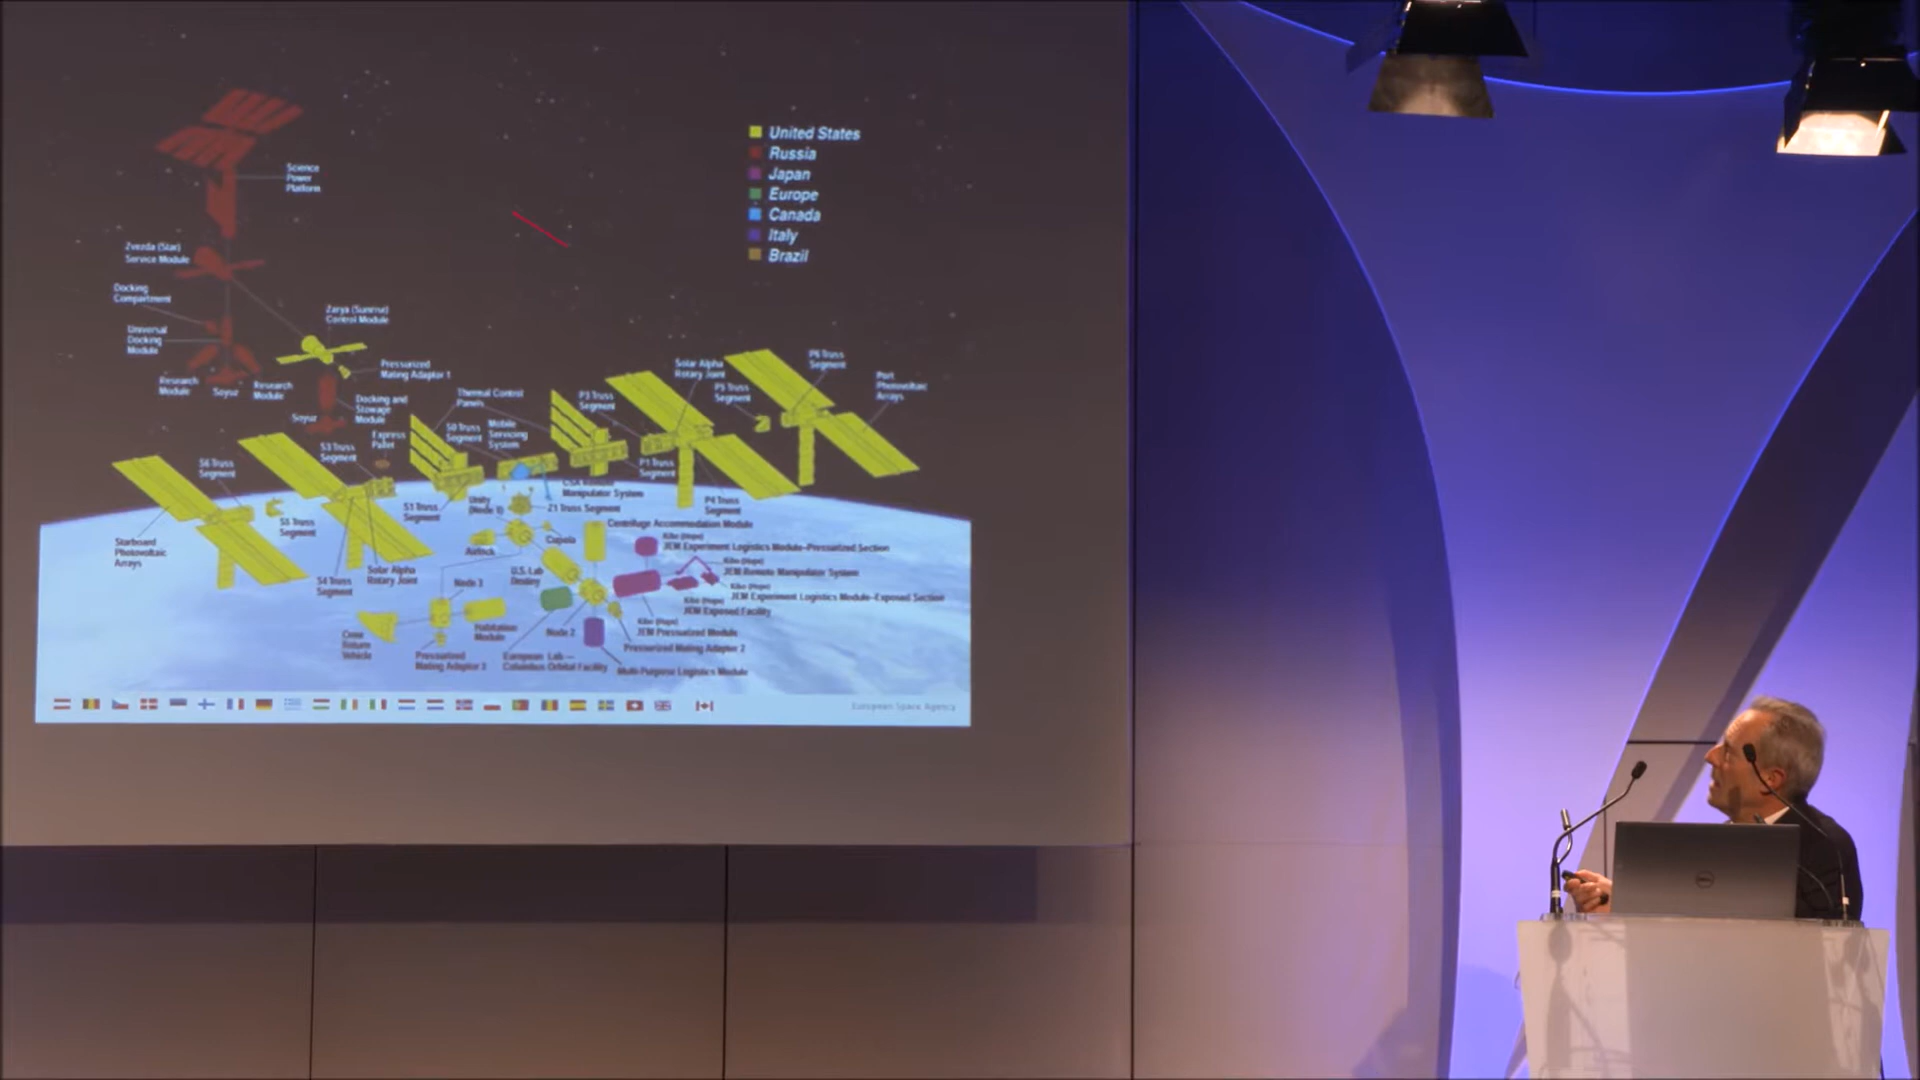 United States
Russia
Japan
Europe
Canada
Italy
Brazil
Science
Power
Platform
Zvezda (Star)
Service Module
Docking
Compartment
Universal
Docking
Module
Research
Module
Soyuz
Research
Module
Zarya (Sunrise)
Control Module
Pressurized
Mating Adaptor 1
Docking and
Stowage
Module
Soyuz
Express
Pallet
Thermal Control
Panels
S0 Truss
Segment
Mobile
Servicing
System
P3 Truss
Segment
Solar Alpha
Rotary Joint
P5 Truss
Segment
P6 Truss
Segment
Port
Photovoltaic
Arrays
S6 Truss
Segment
S3 Truss
Segment
S5 Truss
Segment
Starboard
Photovoltaic
Arrays
S4 Truss
Segment
Solar Alpha
Rotary Joint
S1 Truss
Segment
Unity
(Node 1)
CSA Remote
Manipulator System
Z1 Truss Segment
P1 Truss
Segment
P4 Truss
Segment
Centrifuge Accommodation Module
Airlock
Cupola
U.S. Lab
Destiny
Node 3
Kibo (Hope)
JEM Experiment Logistics Module–Pressurized Section
Kibo (Hope)
JEM Remote Manipulator System
Kibo (Hope)
JEM Experiment Logistics Module–Exposed Section
Kibo (Hope)
JEM Exposed Facility
Kibo (Hope)
JEM Pressurized Module
Crew
Return
Vehicle
Habitation
Module
Node 2
Pressurized Mating Adapter 2
Pressurized
Mating Adaptor 3
European Lab —
Columbus Orbital Facility
Multi-Purpose Logistics Module
European Space Agency
DELL